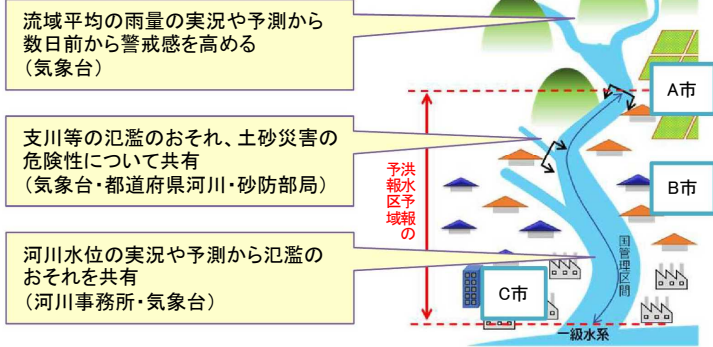 流域平均の雨量の実況や予測から
数日前から警戒感を高める
（気象台）
支川等の氾濫のおそれ、土砂災害の
危険性について共有
（気象台・都道府県河川・砂防部局）
河川水位の実況や予測から氾濫の
おそれを共有
（河川事務所・気象台）
A市
B市
C市
洪水予報の
予報区域
国管理区間
一級水系